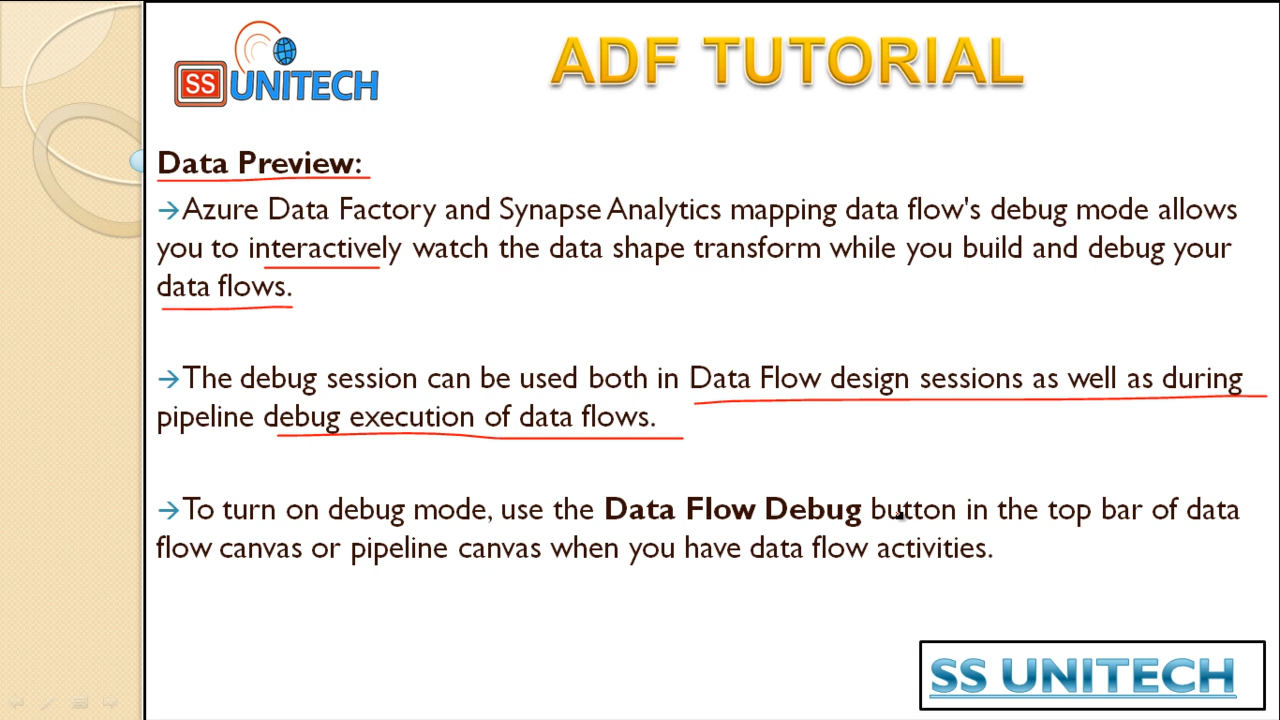 SS UNITECH
ADF TUTORIAL
Data Preview:
→Azure Data Factory and Synapse Analytics mapping data flow's debug mode allows
you to interactively watch the data shape transform while you build and debug your
data flows.
→The debug session can be used both in Data Flow design sessions as well as during
pipeline debug execution of data flows.
→To turn on debug mode, use the Data Flow Debug button in the top bar of data
flow canvas or pipeline canvas when you have data flow activities.
SS UNITECH